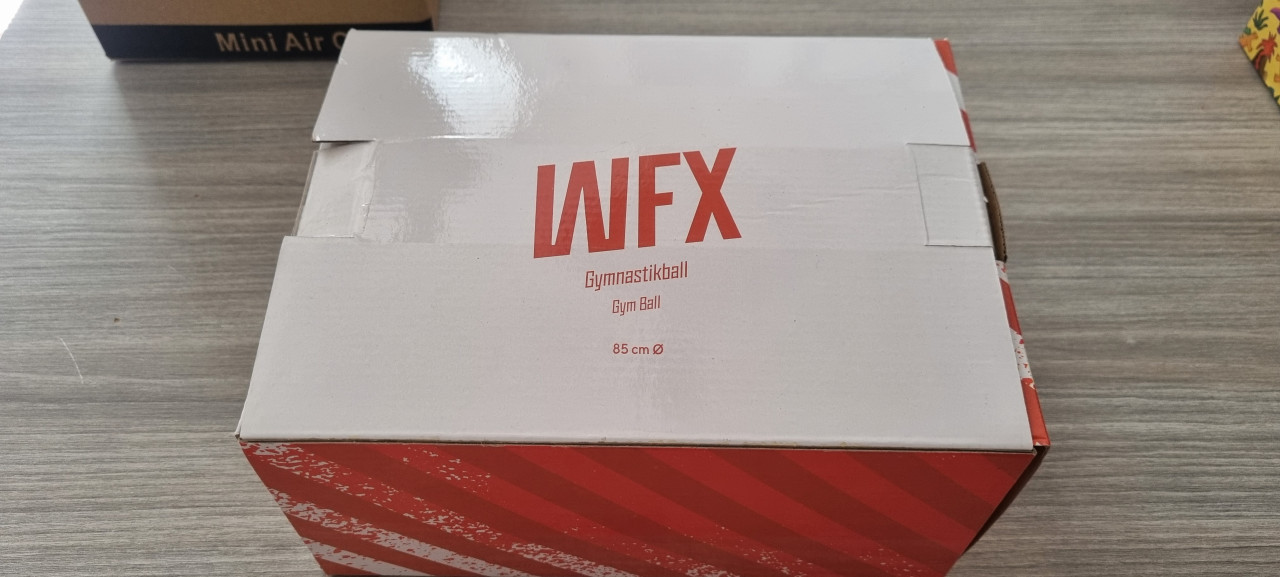 Mini Air
WFX
Gymnastikball
Gym Ball
85 cm Ø